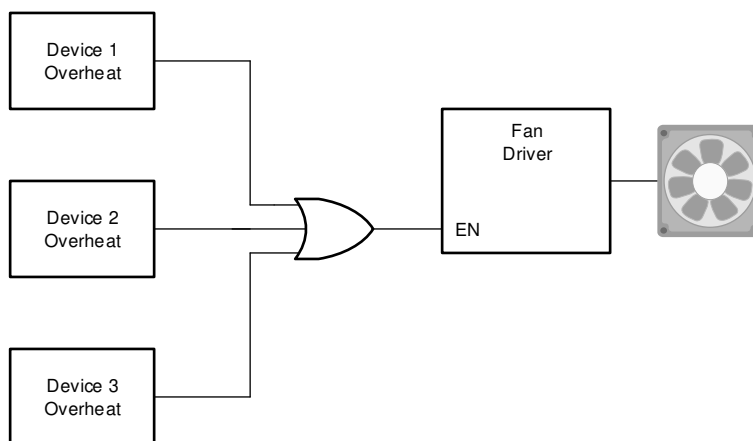 Device 1
Overheat
Device 2
Overheat
Device 3
Overheat
Fan
Driver
EN